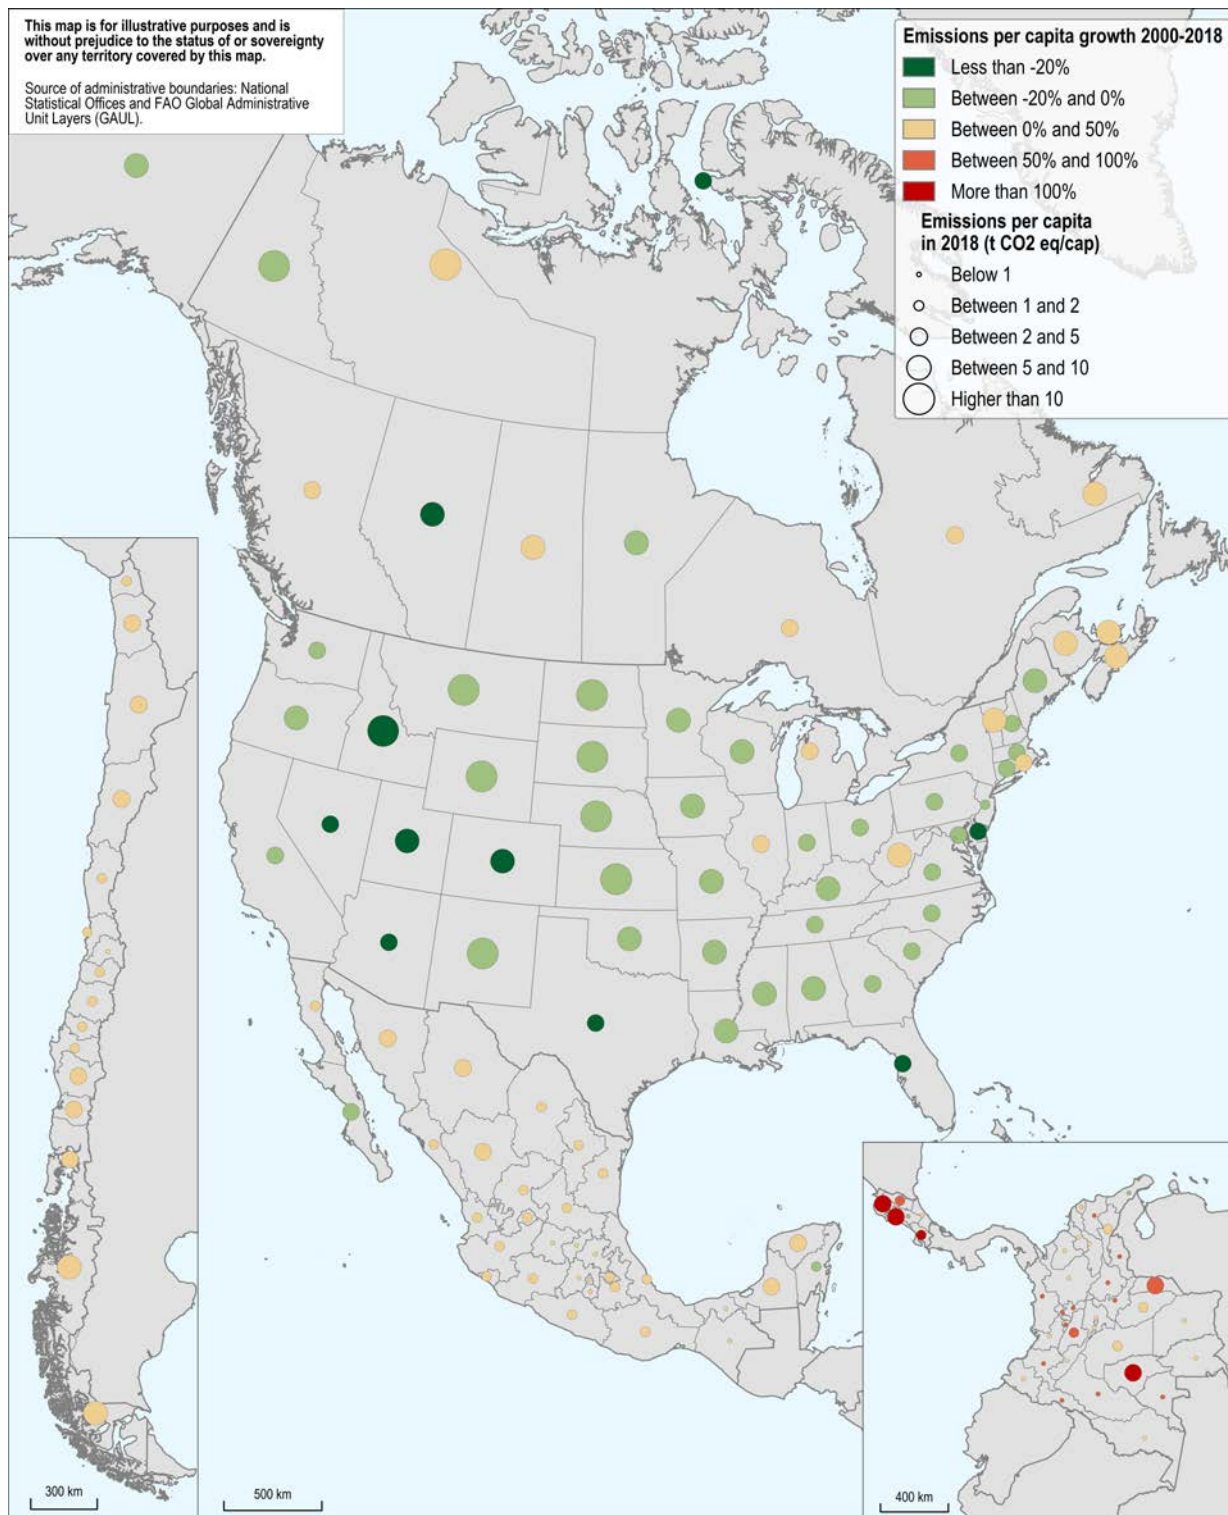 This map is for illustrative purposes and is
without prejudice to the status of or sovereignty
over any territory covered by this map.
Source of administrative boundaries: National
Statistical Offices and FAO Global Administrative
Unit Layers (GAUL).
Emissions per capita growth 2000-2018
Less than -20%
Between -20% and 0%
Between 0% and 50%
Between 50% and 100%
More than 100%
Emissions per capita
in 2018 (t CO2 eq/cap)
Below 1
Between 1 and 2
Between 2 and 5
Between 5 and 10
Higher than 10
300 km
500 km
400 km